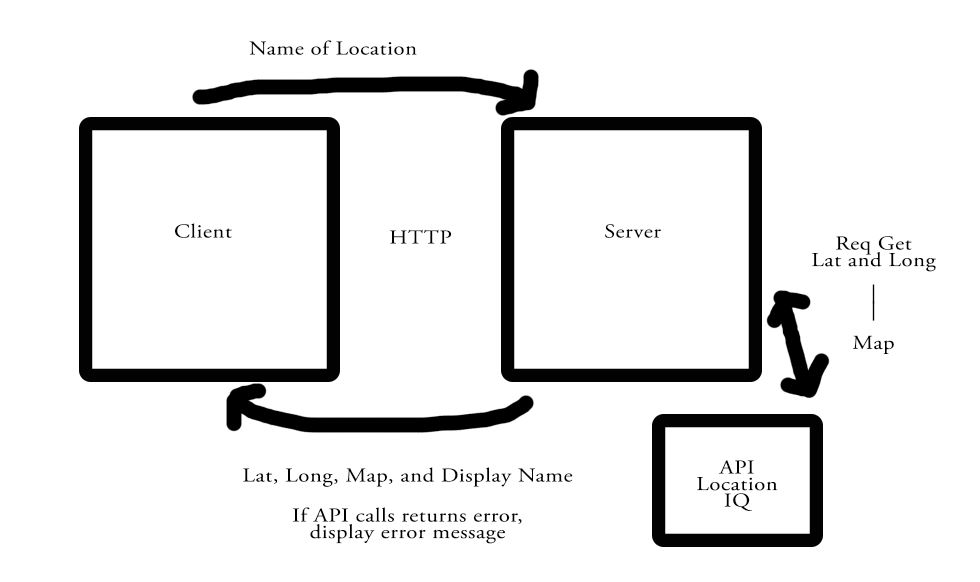 Name of Location
Client
HTTP
Server
Req Get
Lat and Long
Map
API
Location
IQ
Lat, Long, Map, and Display Name
If API calls returns error,
display error message